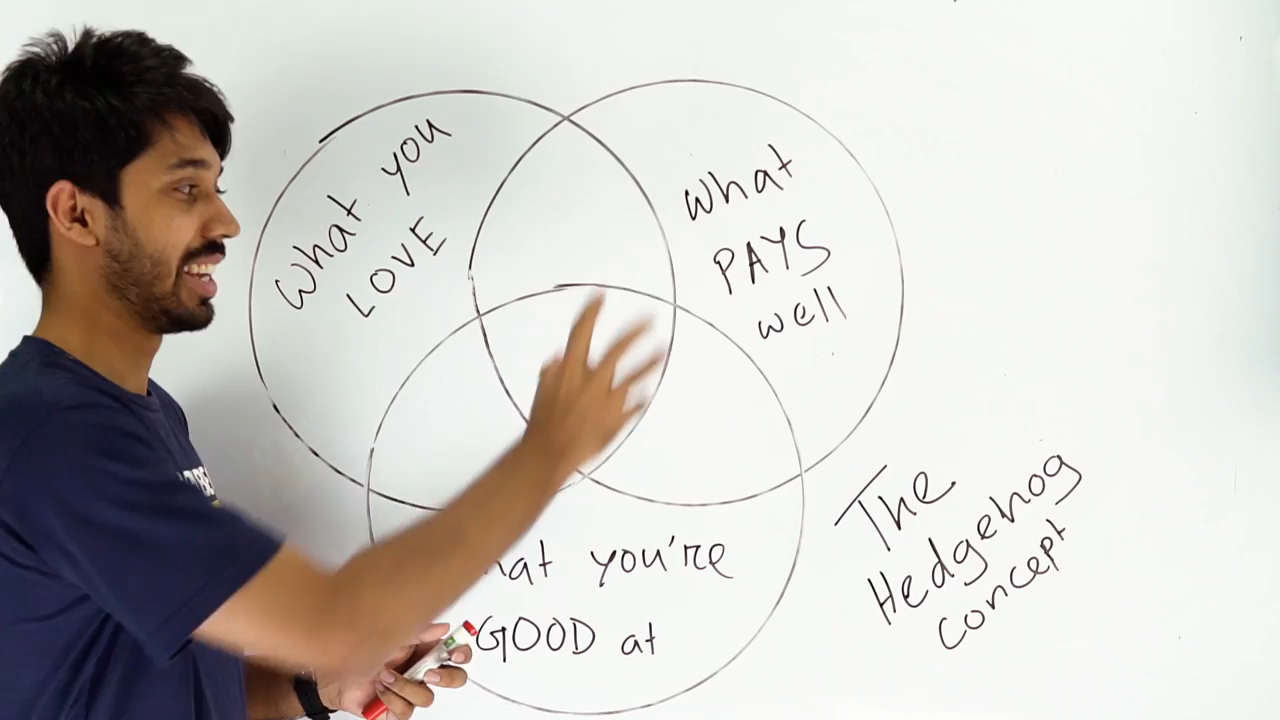 What you
LOVE
What
PAYS
well
hat you're
GOOD at
The
Hedgehog
concept